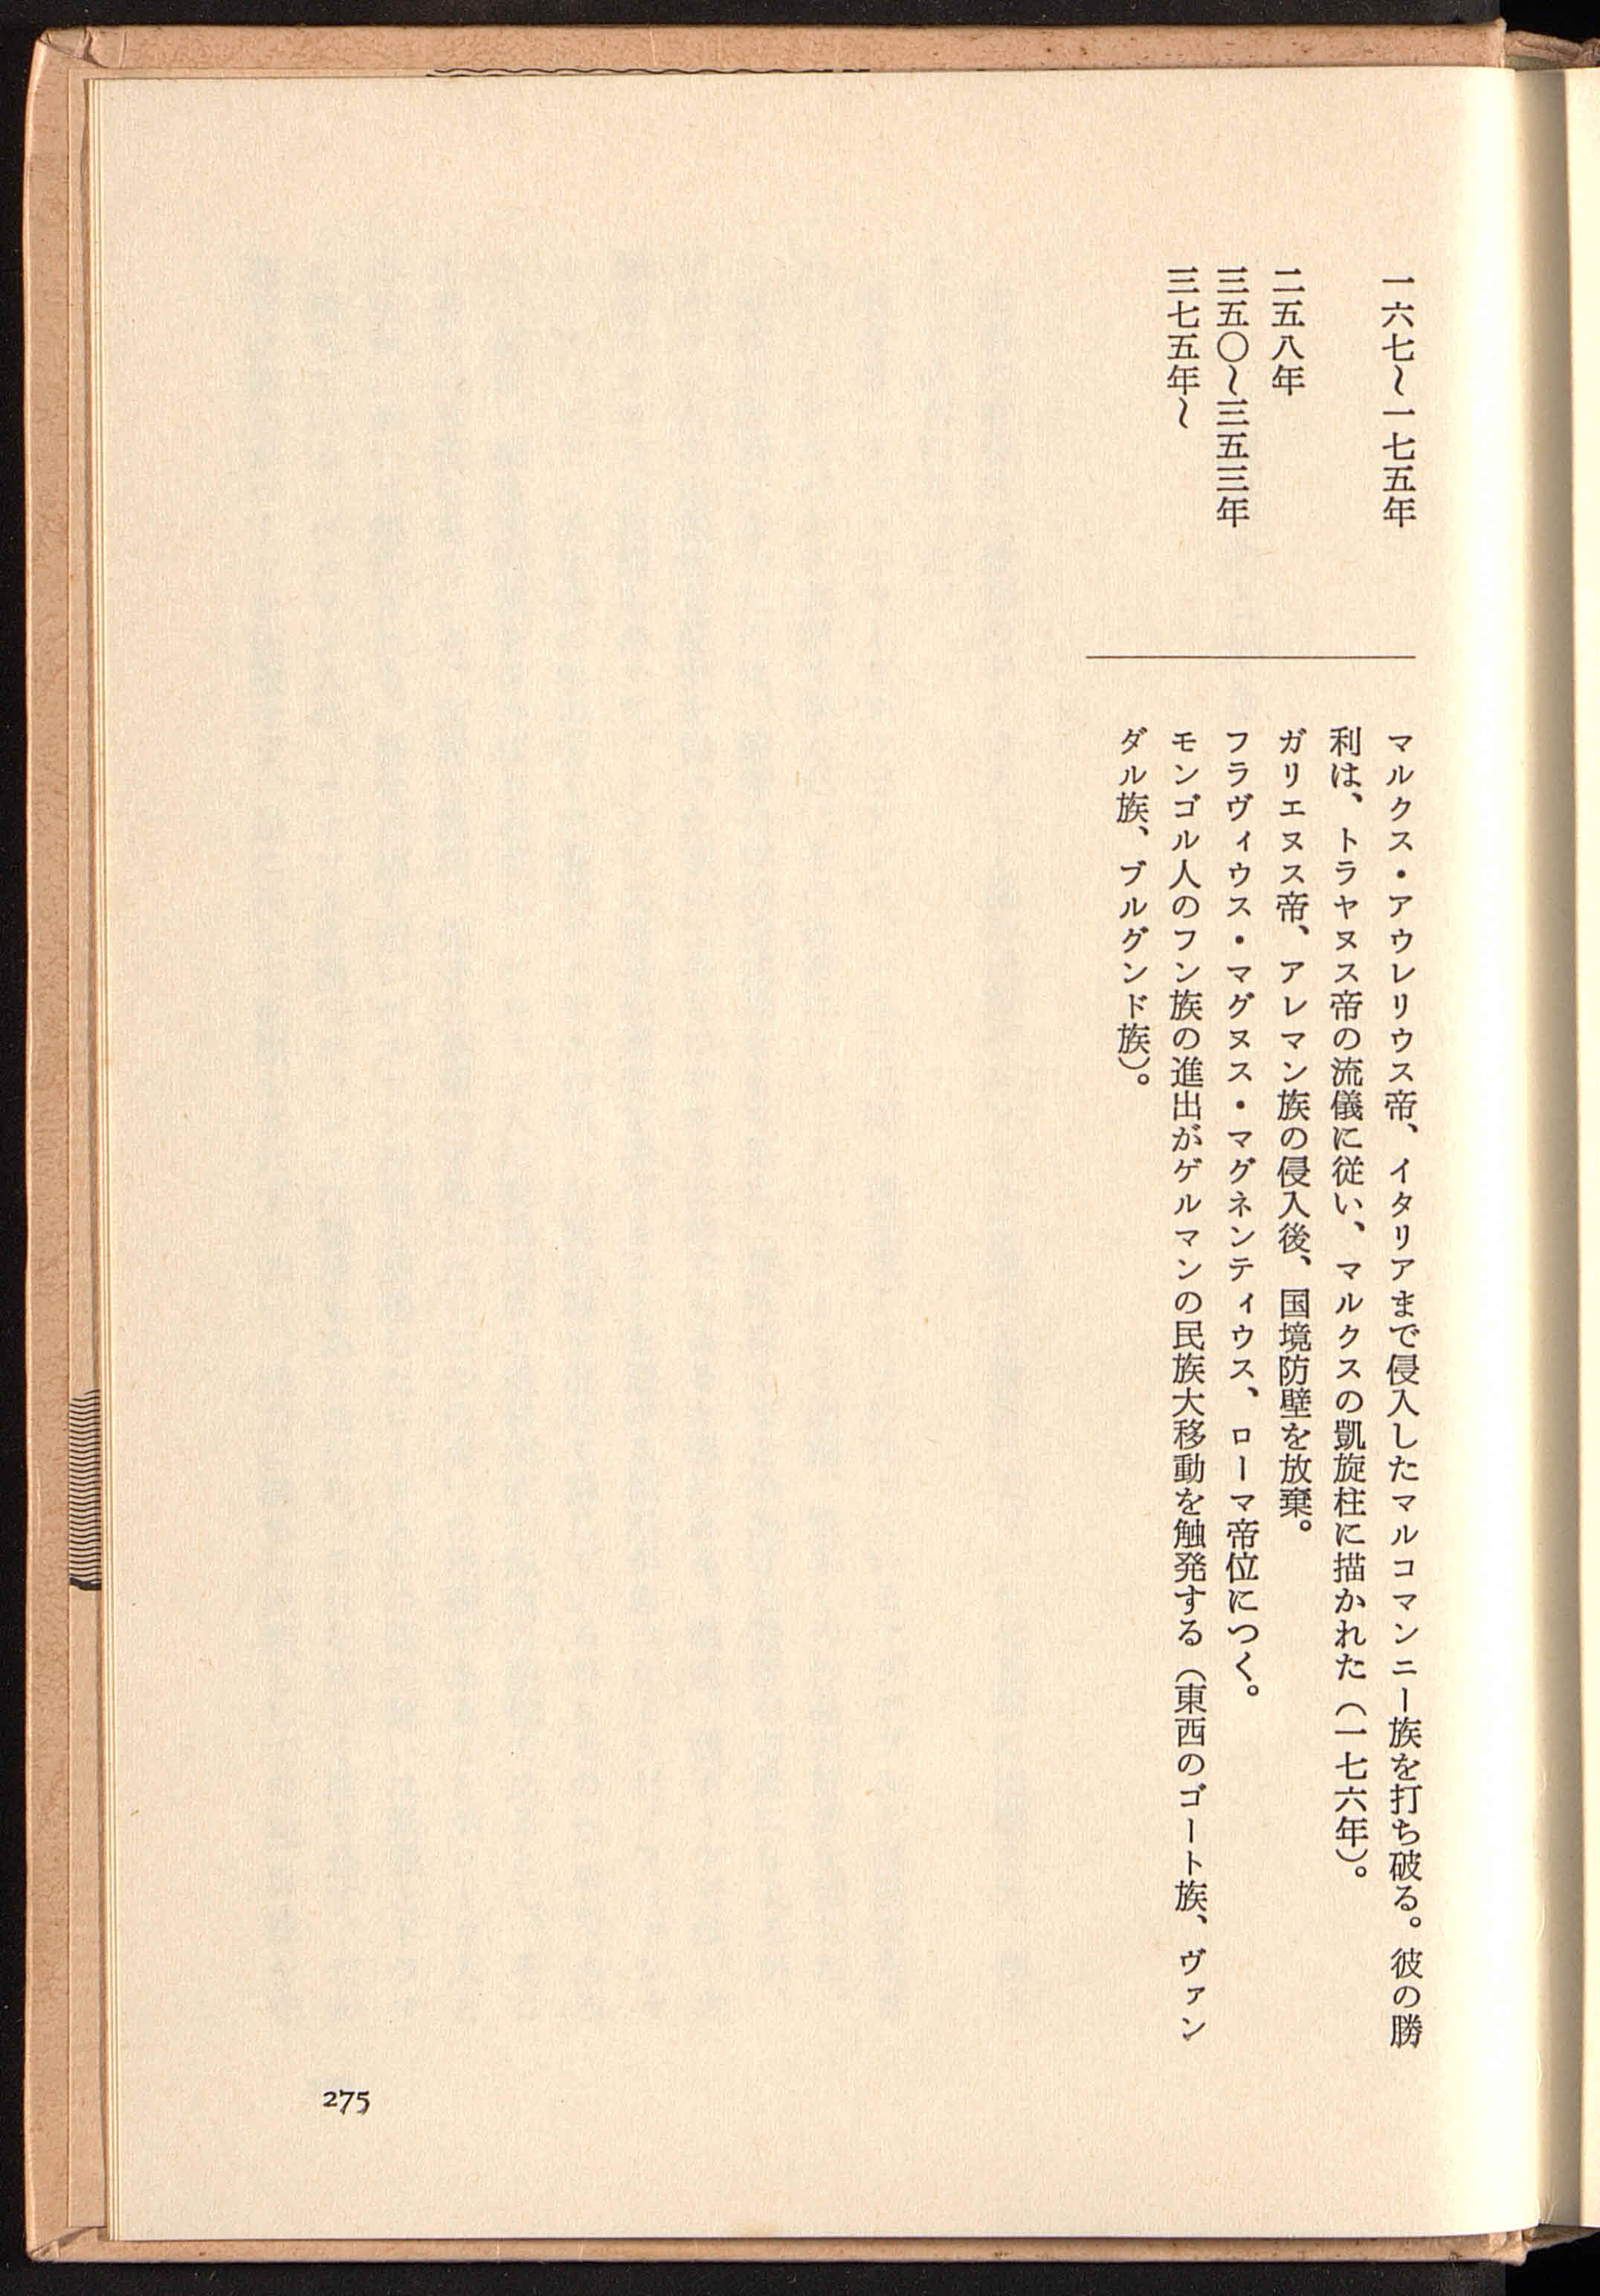 一六七〜一七五年
マルクス・アウレリウス帝、イタリアまで侵入したマルコマンニー族を打ち破る。彼の勝
利は、トラヤヌス帝の流儀に従い、マルクスの凱旋柱に描かれた（一七六年）。
二五八年
ガリエヌス帝、アレマン族の侵入後、国境防壁を放棄。
三五〇〜三五三年
フラヴィウス・マグヌス・マグネンティウス、ローマ帝位につく。
三七五年〜
モンゴル人のフン族の進出がゲルマンの民族大移動を触発する（東西のゴート族、ヴァン
ダル族、ブルグンド族）。
275